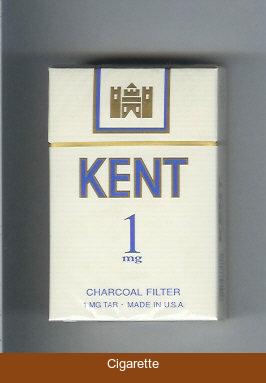 KENT
1
mg
CHARCOAL FILTER
1 MG TAR · MADE IN U.S.A.
Cigarette